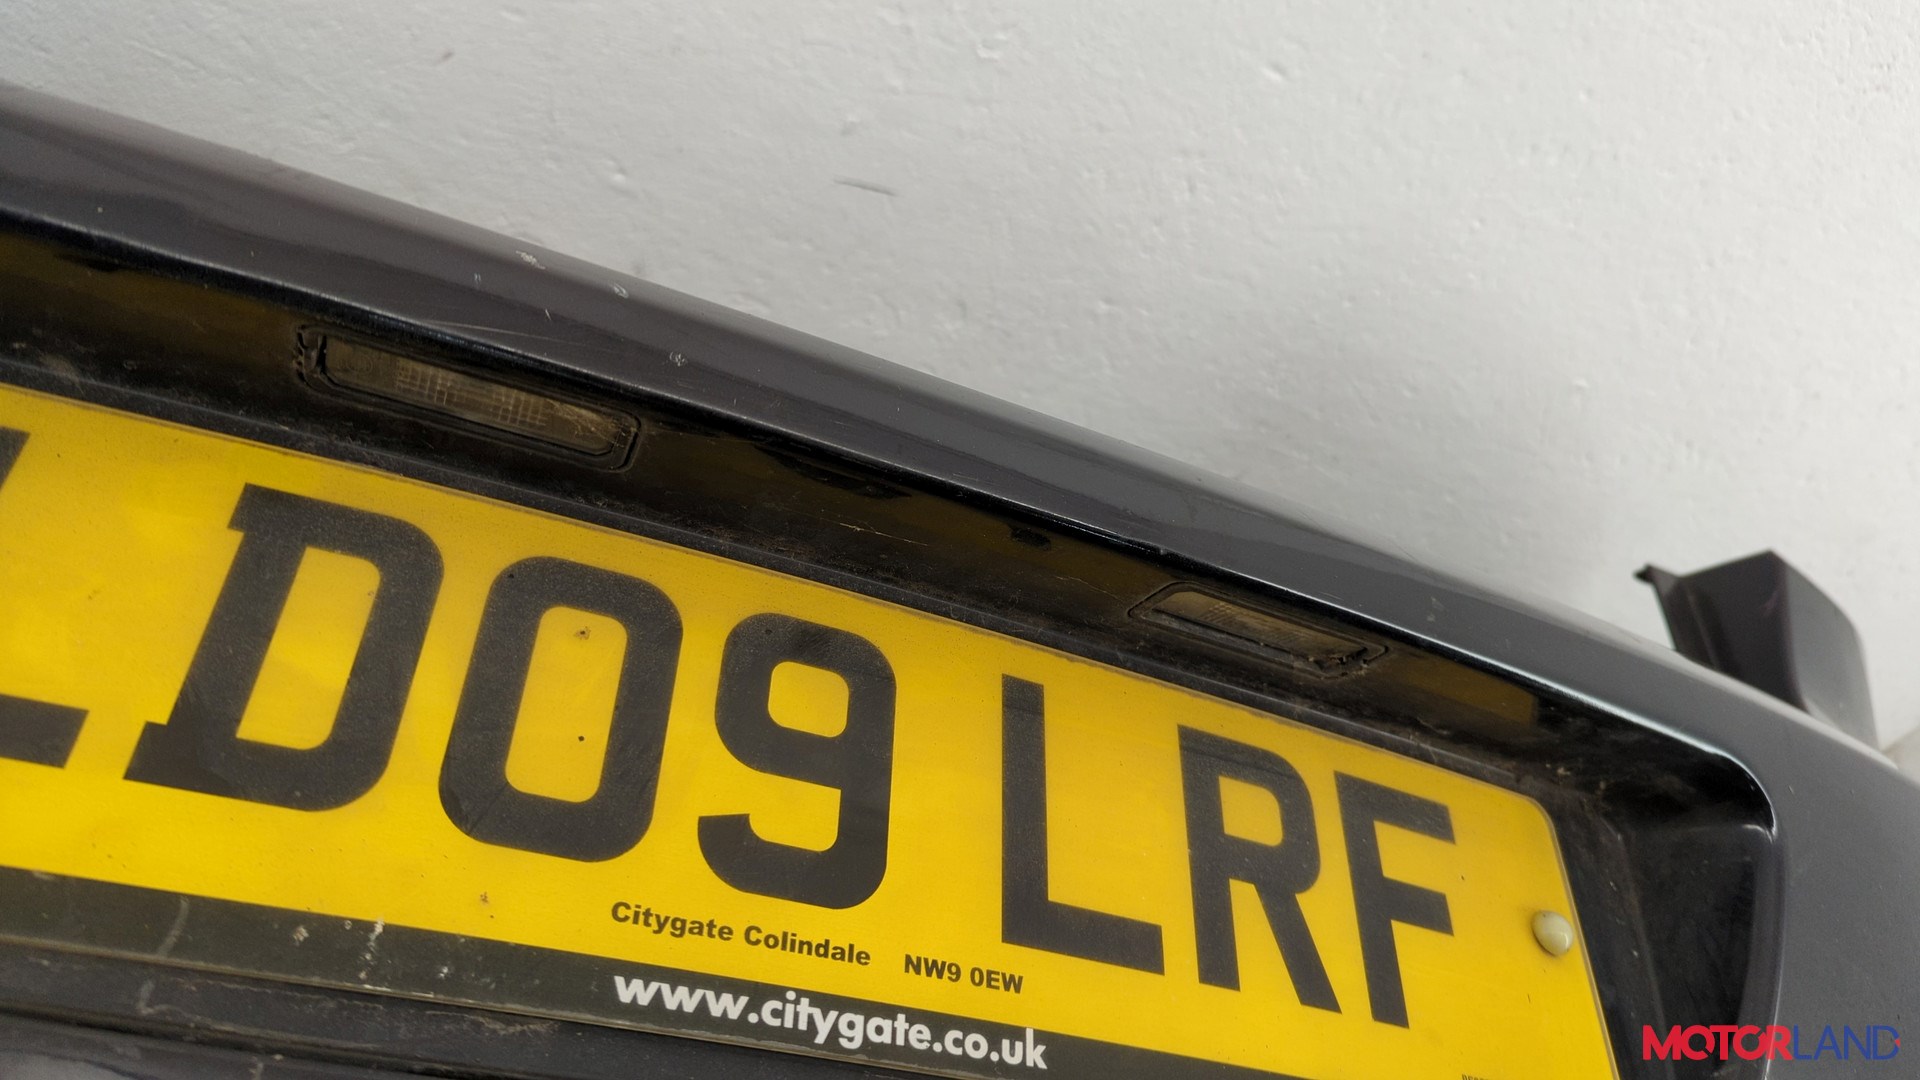 LD09 LRF
Citygate Colindale NW9 0EW
www.citygate.co.uk
MOTORLAND